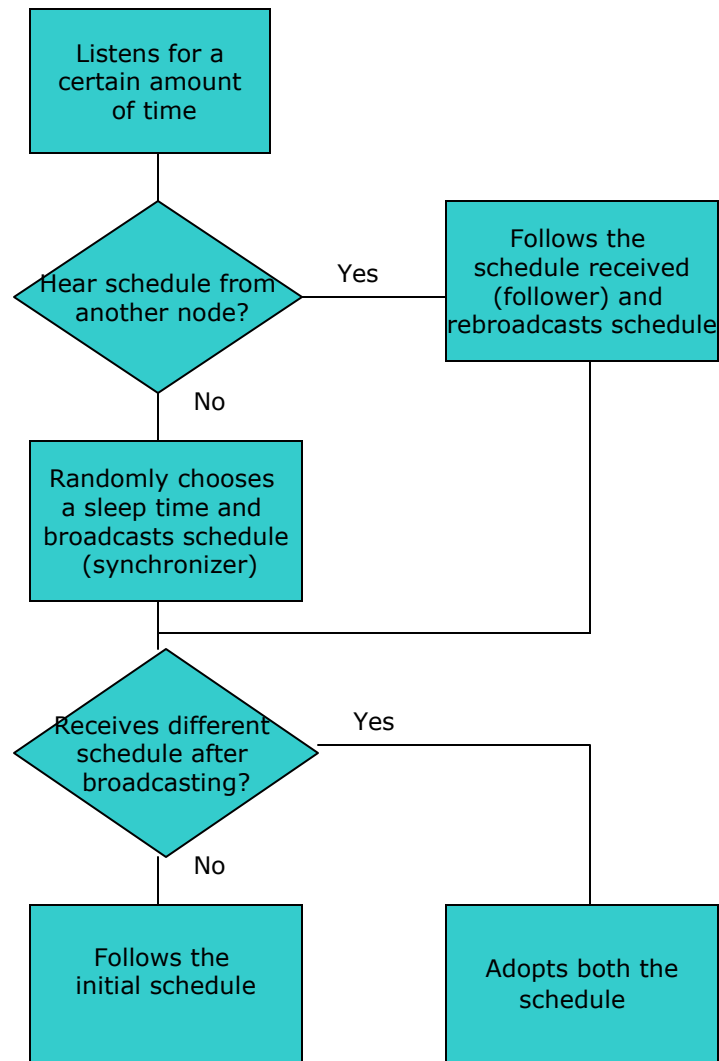 Listens for a
certain amount
of time
Hear schedule from
another node?
Yes
Follows the
schedule received
(follower) and
rebroadcasts schedule
No
Randomly chooses
a sleep time and
broadcasts schedule
(synchronizer)
Receives different
schedule after
broadcasting?
Yes
No
Follows the
initial schedule
Adopts both the
schedule